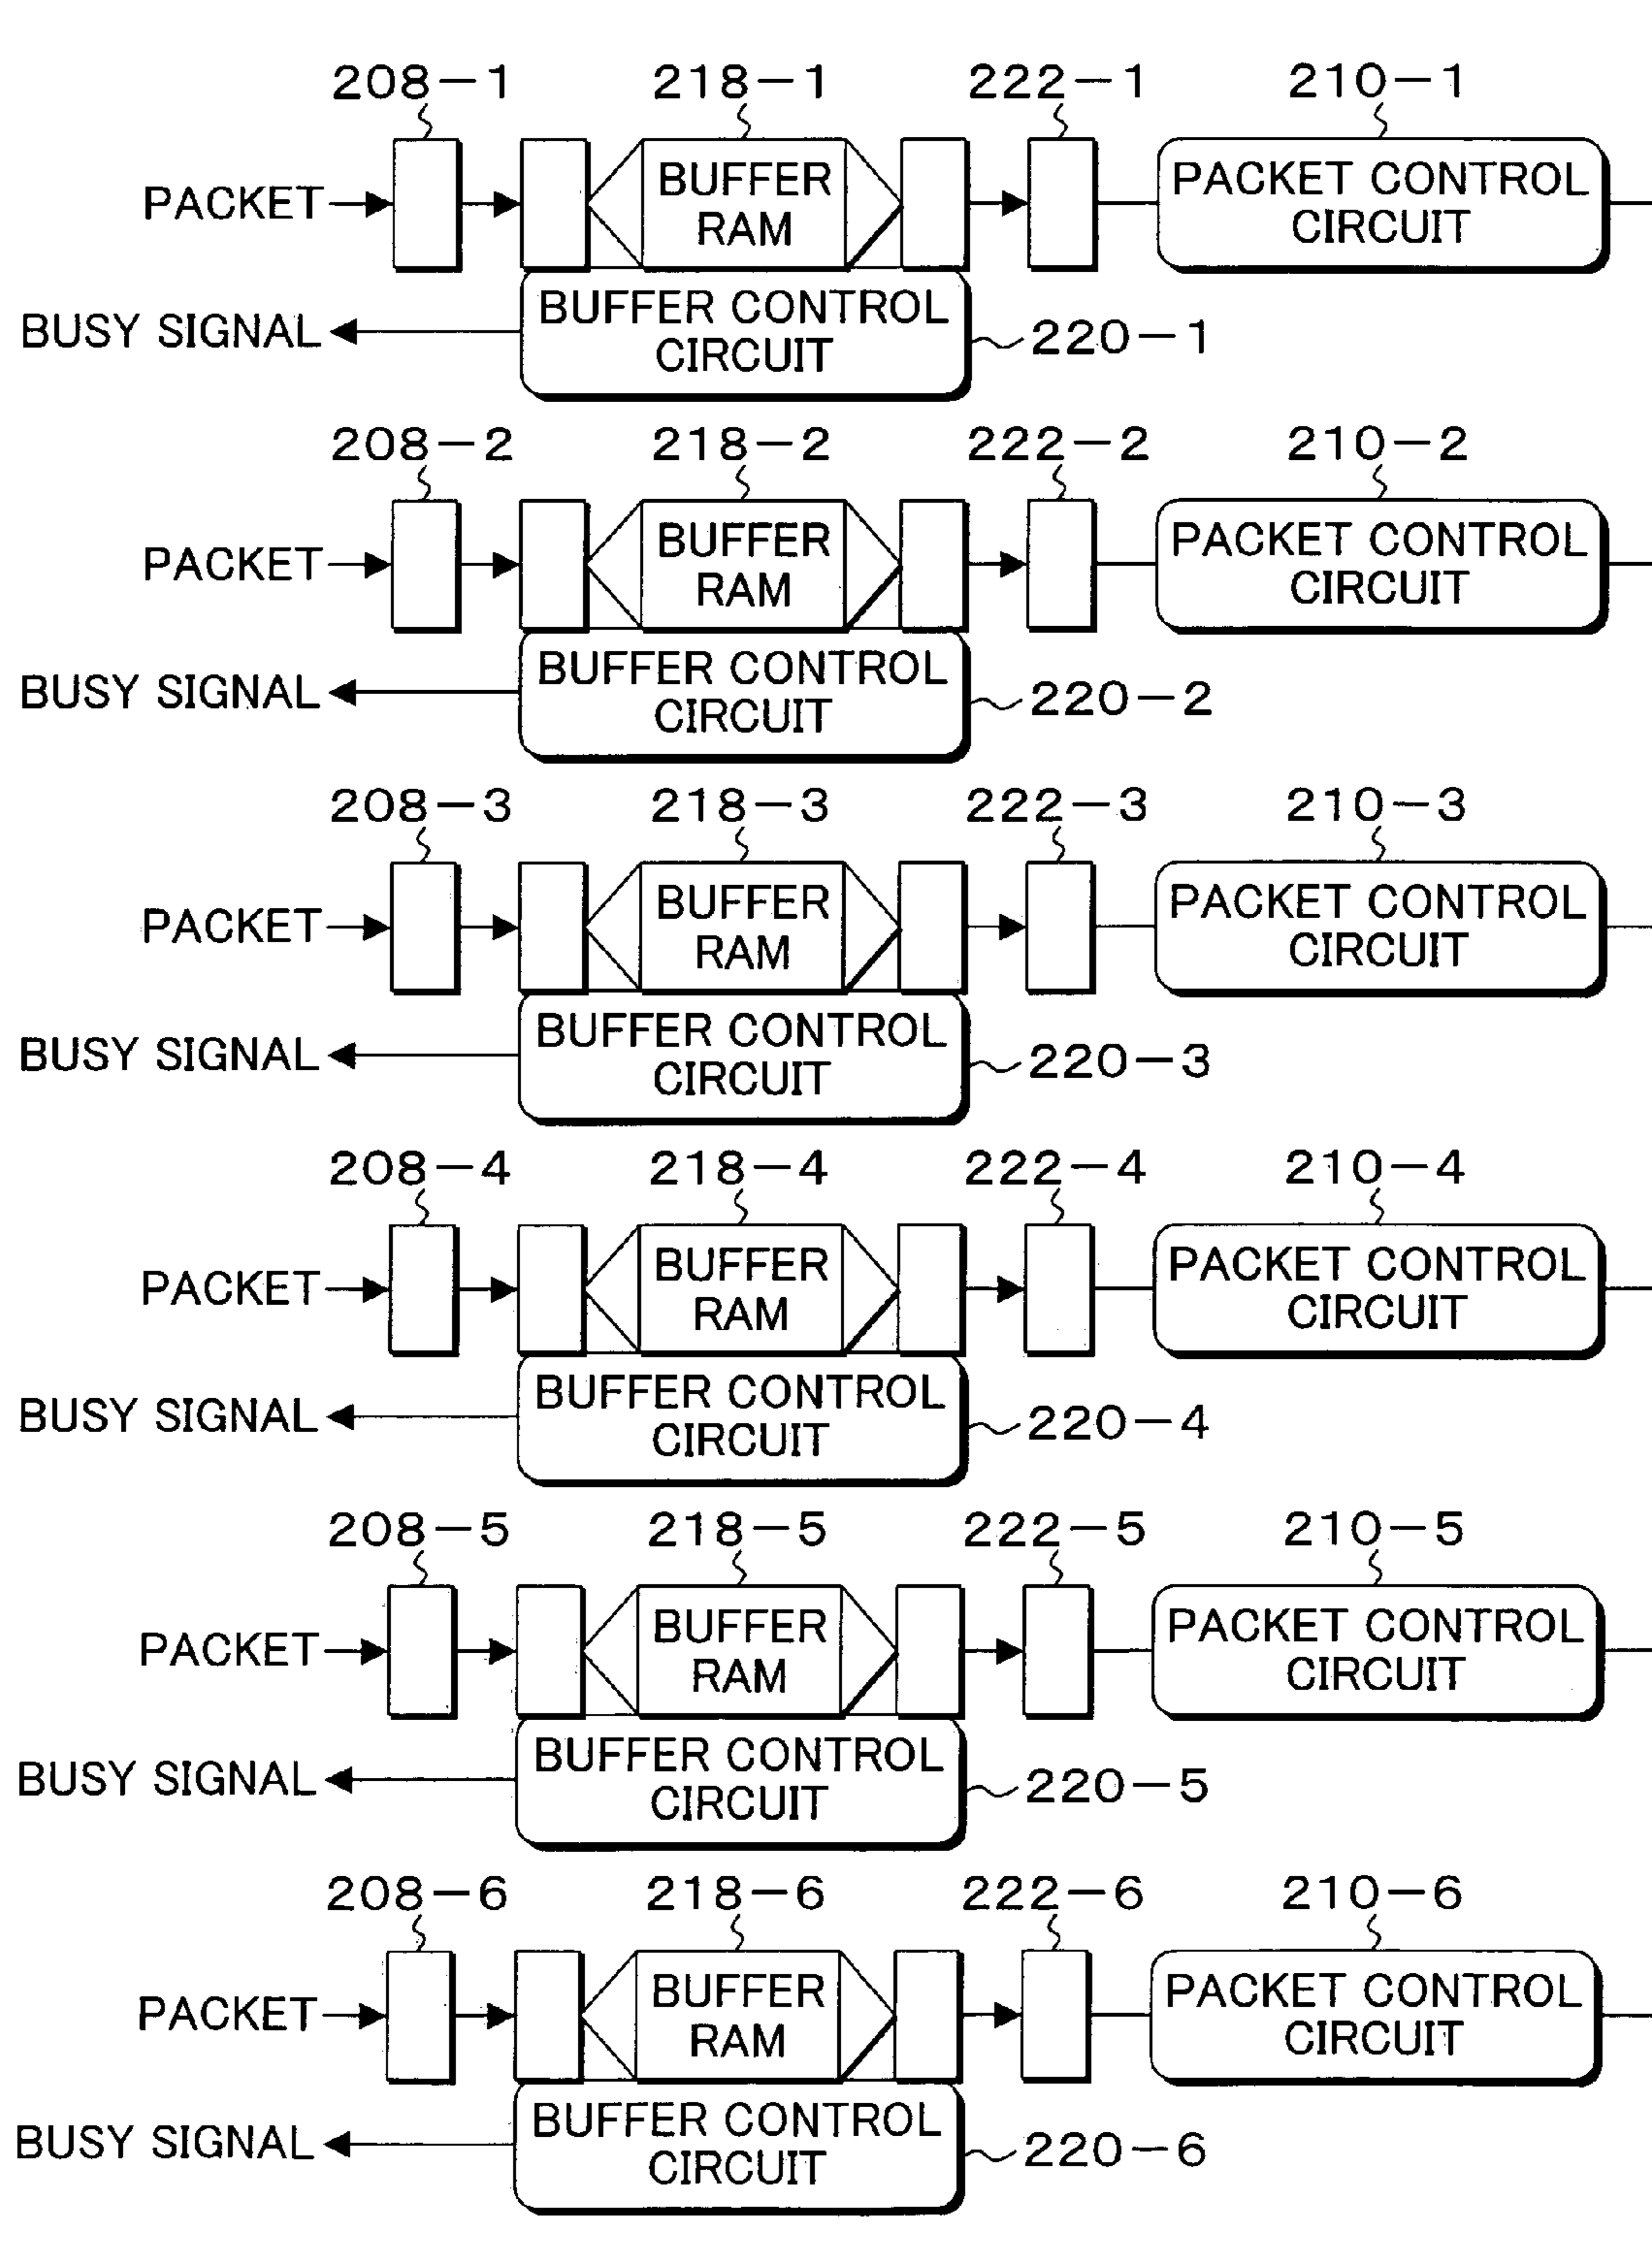 208-1 218-1 222-1 210-1
PACKET BUFFER RAM PACKET CONTROL CIRCUIT
BUSY SIGNAL BUFFER CONTROL CIRCUIT 220-1
208-2 218-2 222-2 210-2
PACKET BUFFER RAM PACKET CONTROL CIRCUIT
BUSY SIGNAL BUFFER CONTROL CIRCUIT 220-2
208-3 218-3 222-3 210-3
PACKET BUFFER RAM PACKET CONTROL CIRCUIT
BUSY SIGNAL BUFFER CONTROL CIRCUIT 220-3
208-4 218-4 222-4 210-4
PACKET BUFFER RAM PACKET CONTROL CIRCUIT
BUSY SIGNAL BUFFER CONTROL CIRCUIT 220-4
208-5 218-5 222-5 210-5
PACKET BUFFER RAM PACKET CONTROL CIRCUIT
BUSY SIGNAL BUFFER CONTROL CIRCUIT 220-5
208-6 218-6 222-6 210-6
PACKET BUFFER RAM PACKET CONTROL CIRCUIT
BUSY SIGNAL BUFFER CONTROL CIRCUIT 220-6